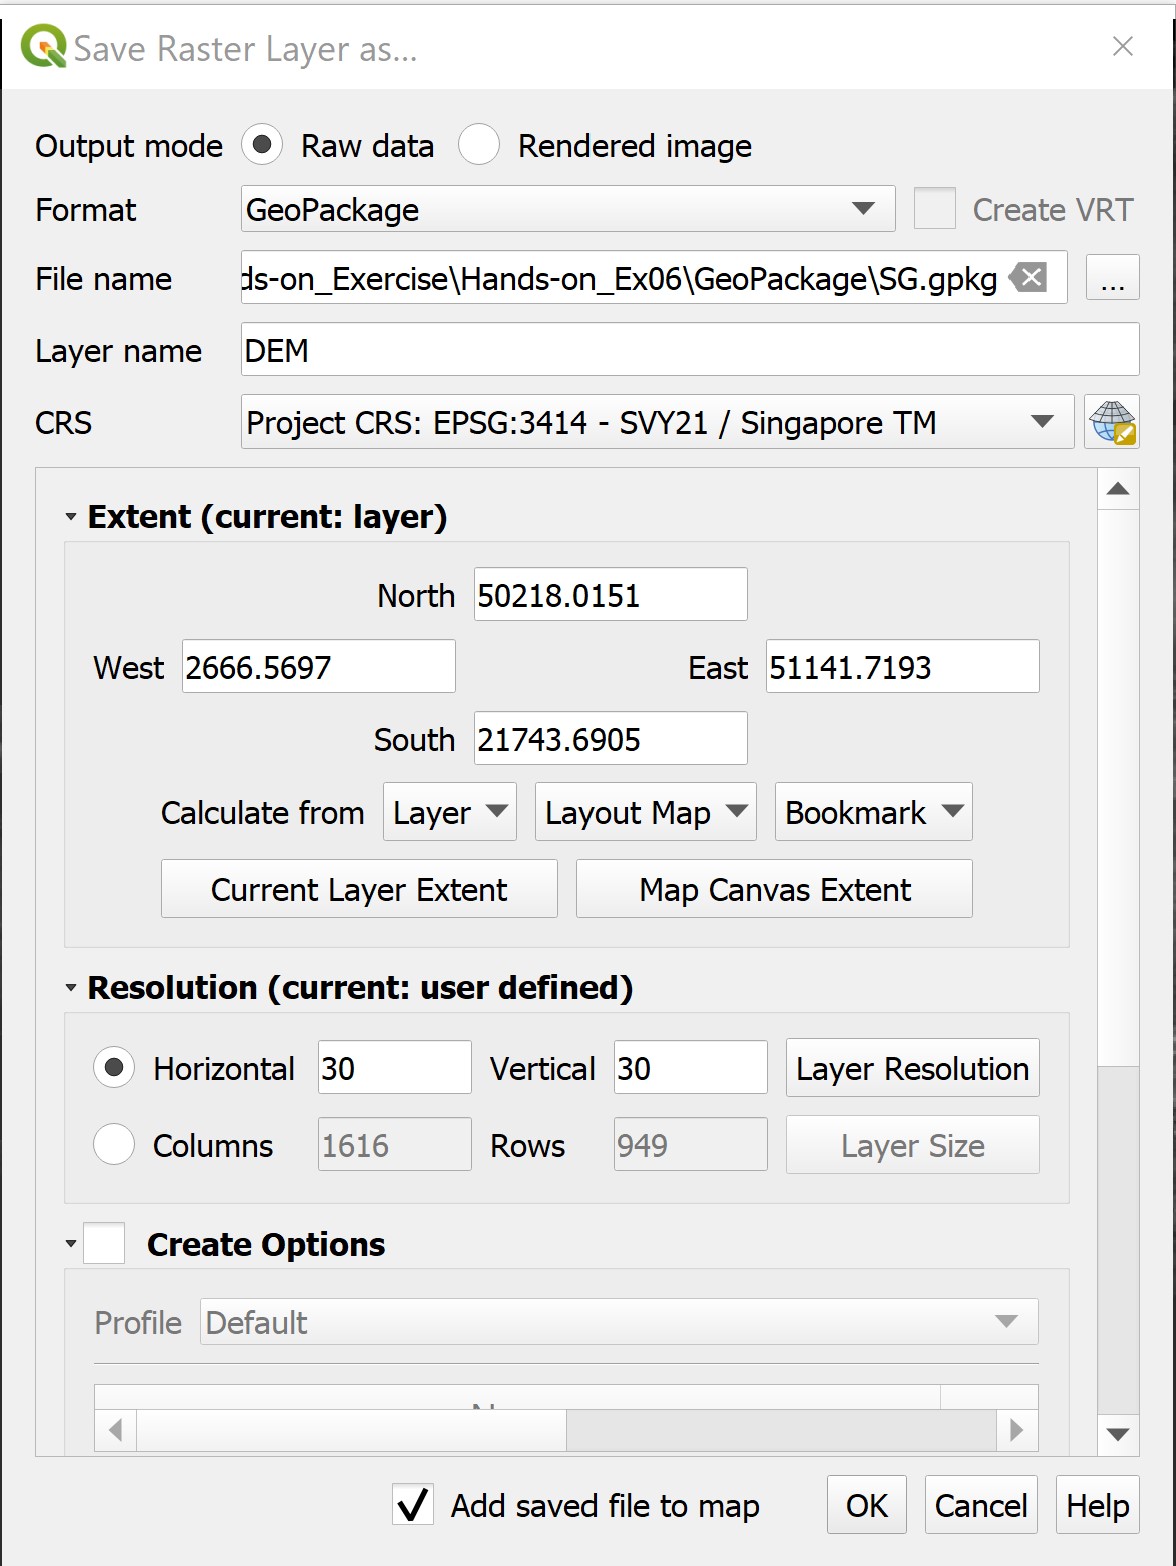 Save Raster Layer as...
Output mode Raw data Rendered image
Format GeoPackage Create VRT
File name ds-on_Exercise\Hands-on_Ex06\GeoPackage\SG.gpkg ...
Layer name DEM
CRS Project CRS: EPSG:3414 - SVY21 / Singapore TM
Extent (current: layer)
North 50218.0151
West 2666.5697 East 51141.7193
South 21743.6905
Calculate from Layer Layout Map Bookmark
Current Layer Extent Map Canvas Extent
Resolution (current: user defined)
Horizontal 30 Vertical 30 Layer Resolution
Columns 1616 Rows 949 Layer Size
Create Options
Profile Default
Add saved file to map OK Cancel Help